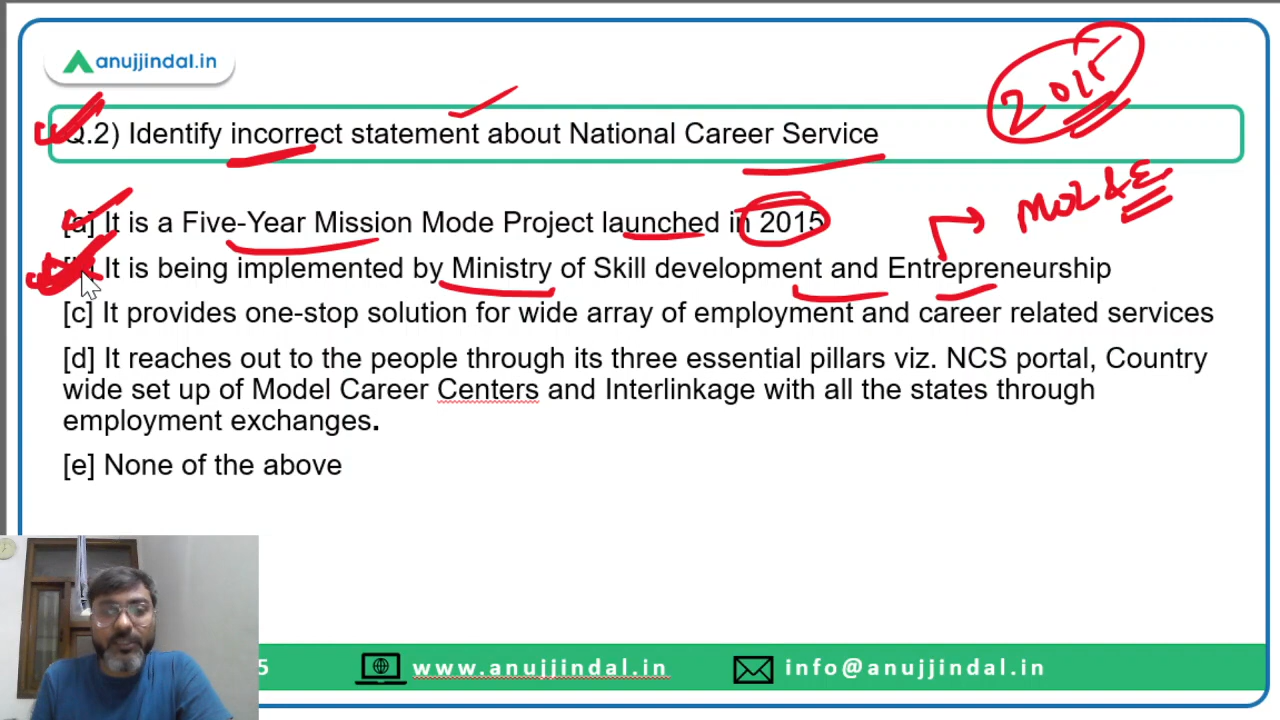 anujjindal.in
2015
Q.2) Identify incorrect statement about National Career Service
MOL & E
[a] It is a Five-Year Mission Mode Project launched in 2015
[b] It is being implemented by Ministry of Skill development and Entrepreneurship
[c] It provides one-stop solution for wide array of employment and career related services
[d] It reaches out to the people through its three essential pillars viz. NCS portal, Country
wide set up of Model Career Centers and Interlinkage with all the states through
employment exchanges.
[e] None of the above
5 www.anujjindal.in info@anujjindal.in